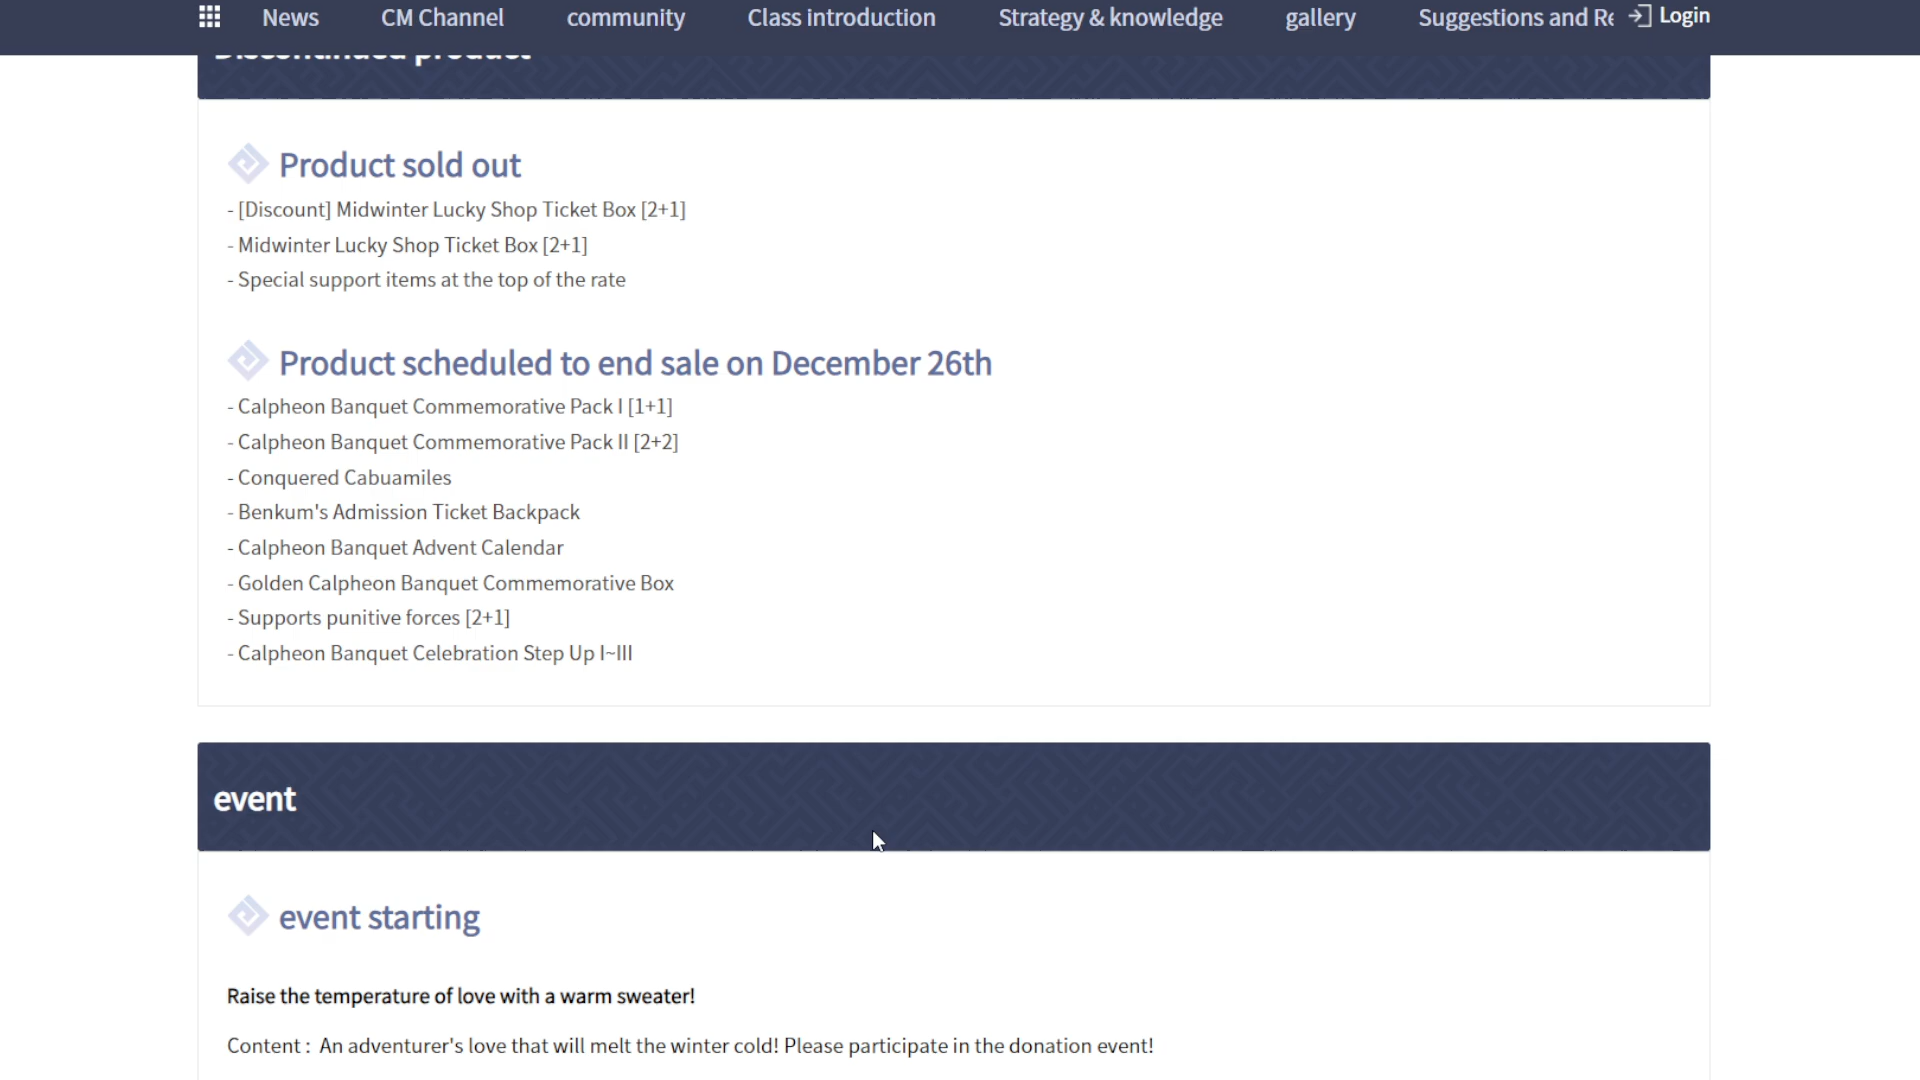 News CM Channel community Class introduction Strategy & knowledge gallery Suggestions and Re Login
Discontinued product
Product sold out
- [Discount] Midwinter Lucky Shop Ticket Box [2+1]
- Midwinter Lucky Shop Ticket Box [2+1]
- Special support items at the top of the rate
Product scheduled to end sale on December 26th
- Calpheon Banquet Commemorative Pack I [1+1]
- Calpheon Banquet Commemorative Pack II [2+2]
- Conquered Cabuamiles
- Benkum's Admission Ticket Backpack
- Calpheon Banquet Advent Calendar
- Golden Calpheon Banquet Commemorative Box
- Supports punitive forces [2+1]
- Calpheon Banquet Celebration Step Up I~III
event
event starting
Raise the temperature of love with a warm sweater!
Content : An adventurer's love that will melt the winter cold! Please participate in the donation event!